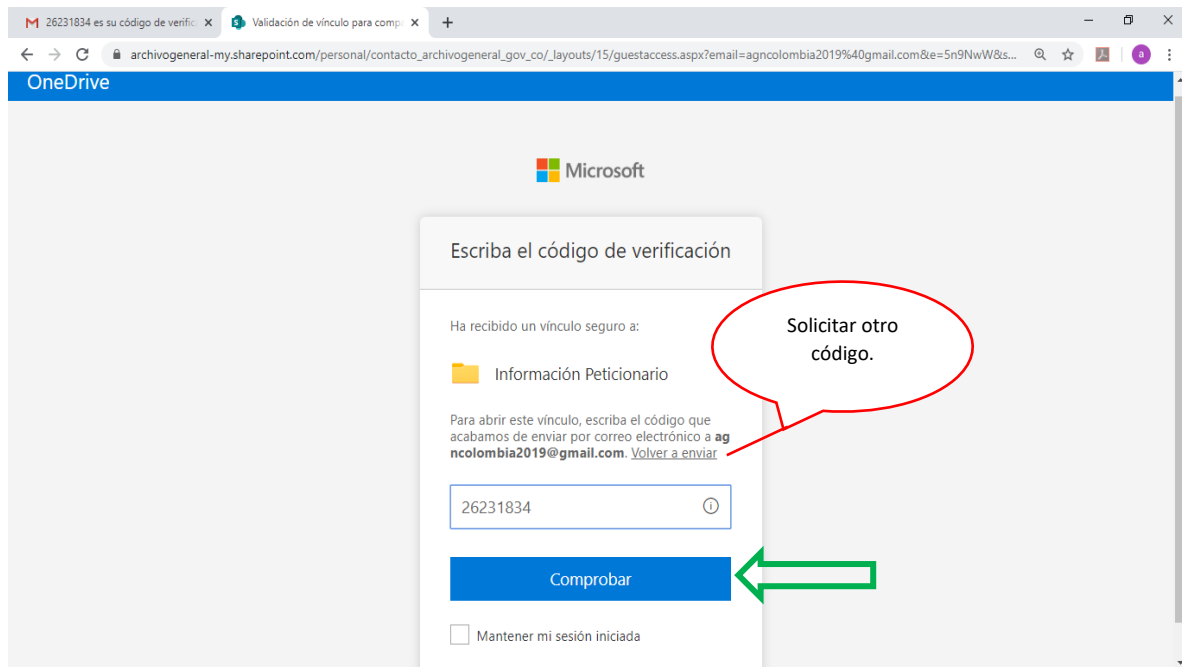 26231834 es su código de verific
Validación de vínculo para comp
archivogeneral-my.sharepoint.com/personal/contacto_archivogeneral_gov_co/_layouts/15/guestaccess.aspx?email=agncolombia2019%40gmail.com&e=5n9NwW&s...
a
OneDrive
Microsoft
Escriba el código de verificación
Ha recibido un vínculo seguro a:
Solicitar otro
código.
Información Peticionario
Para abrir este vínculo, escriba el código que
acabamos de enviar por correo electrónico a ag
ncolombia2019@gmail.com. Volver a enviar
26231834
Comprobar
Mantener mi sesión iniciada